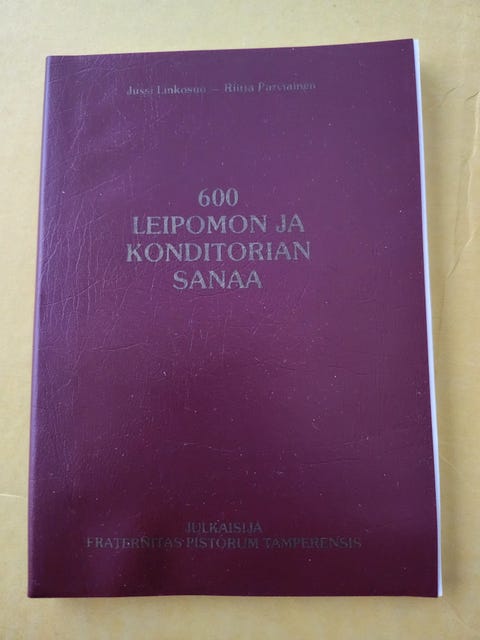 Jussi Linkosuo – Riitta Parviainen
600
LEIPOMON JA
KONDITORIAN
SANAA
JULKAISIJA
FRATERNITAS PISTORUM TAMPERENSIS